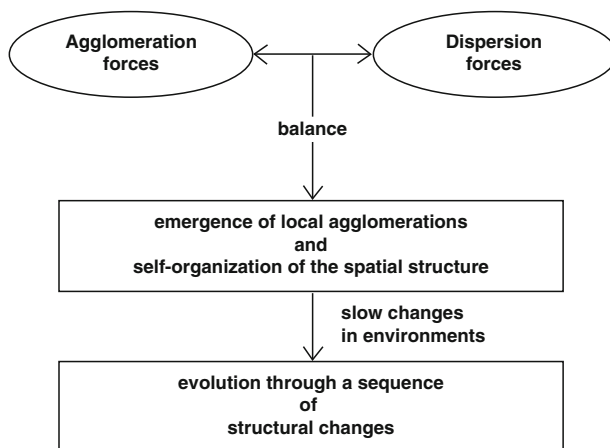 Agglomeration
forces
Dispersion
forces
balance
emergence of local agglomerations
and
self-organization of the spatial structure
slow changes
in environments
evolution through a sequence
of
structural changes